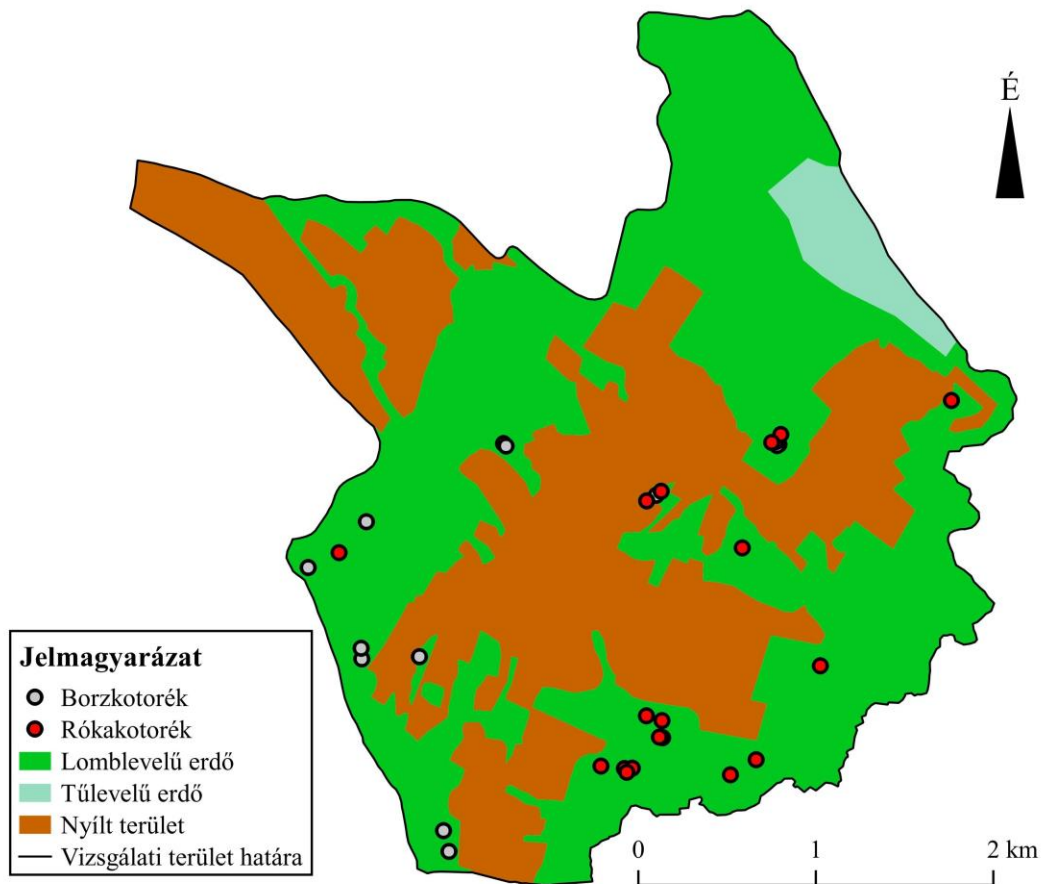 É
Jelmagyarázat
Borzkotorék
Rókakotorék
Lomblevelű erdő
Tűlevelű erdő
Nyílt terület
Vizsgálati terület határa
0 1 2 km